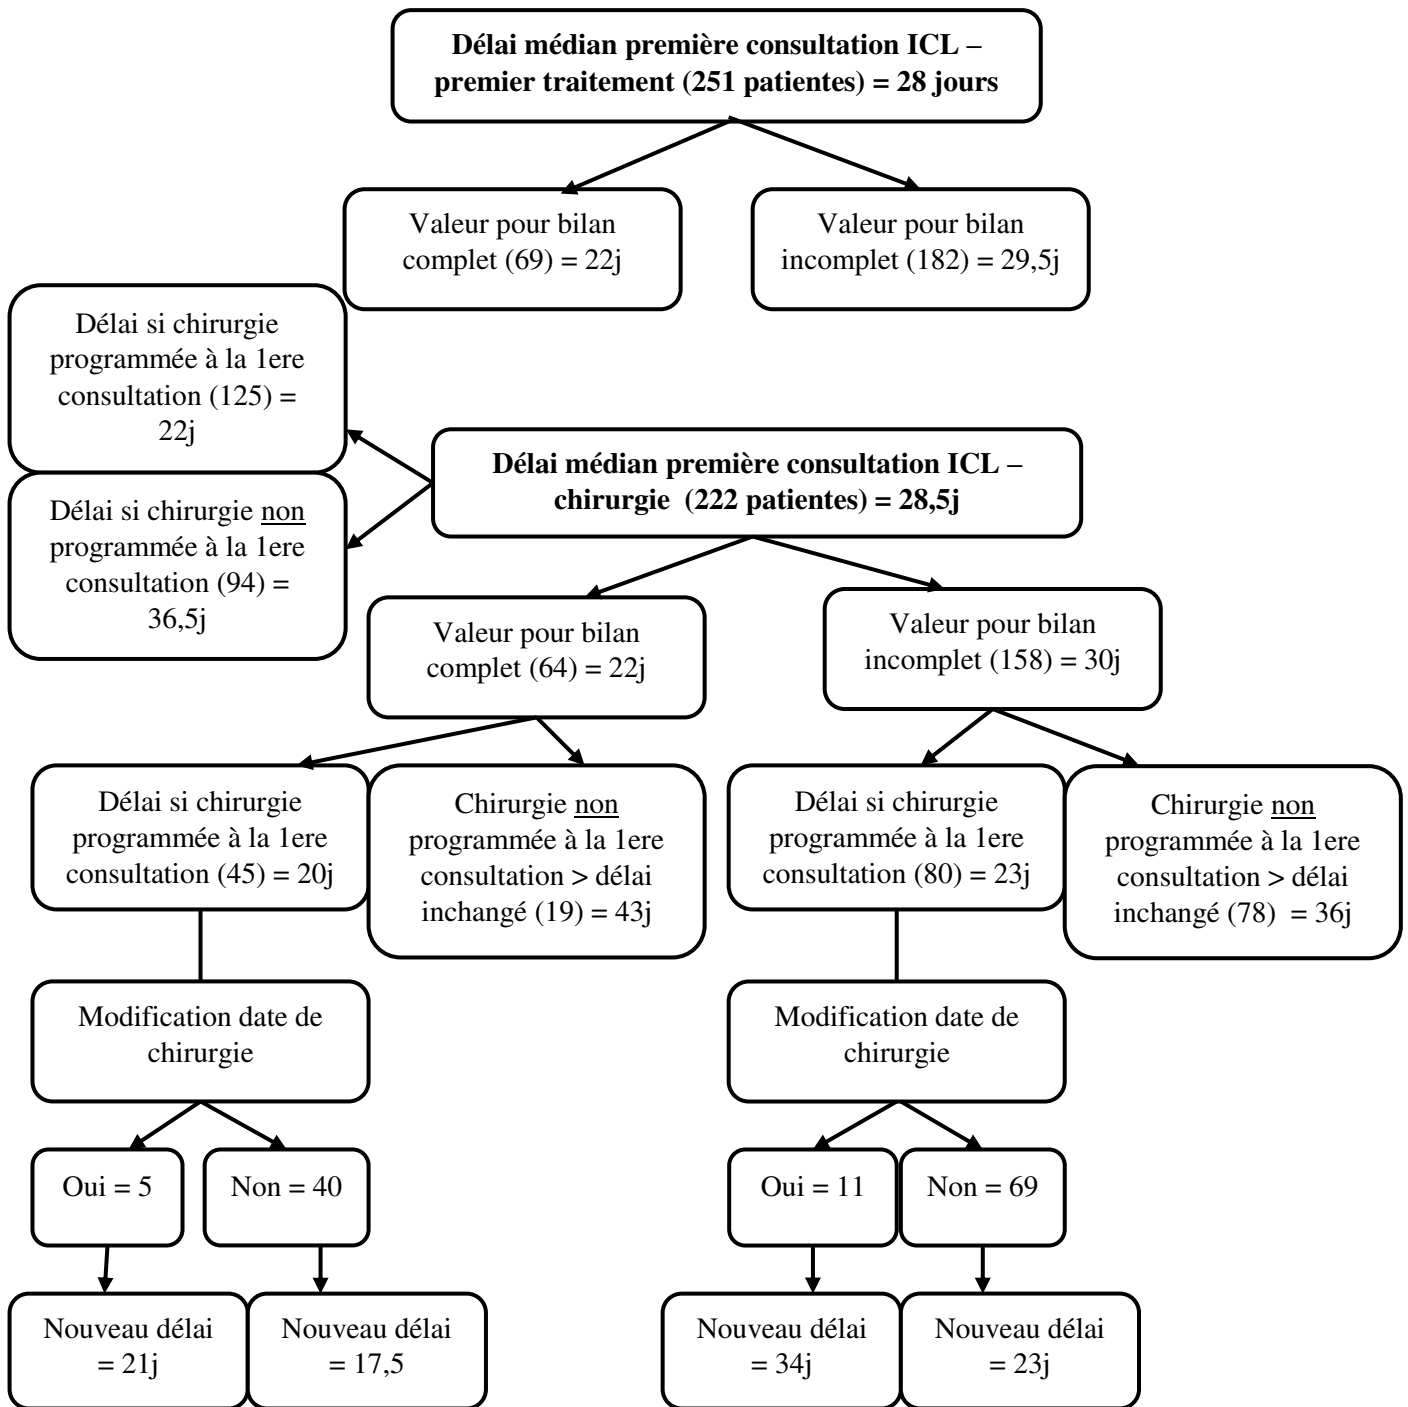 Délai médian première consultation ICL –
premier traitement (251 patientes) = 28 jours
Valeur pour bilan
complet (69) = 22j
Valeur pour bilan
incomplet (182) = 29,5j
Délai si chirurgie
programmée à la 1ere
consultation (125) =
22j
Délai si chirurgie non
programmée à la 1ere
consultation (94) =
36,5j
Délai médian première consultation ICL –
chirurgie (222 patientes) = 28,5j
Valeur pour bilan
complet (64) = 22j
Valeur pour bilan
incomplet (158) = 30j
Délai si chirurgie
programmée à la 1ere
consultation (45) = 20j
Chirurgie non
programmée à la 1ere
consultation > délai
inchangé (19) = 43j
Délai si chirurgie
programmée à la 1ere
consultation (80) = 23j
Chirurgie non
programmée à la 1ere
consultation > délai
inchangé (78) = 36j
Modification date de
chirurgie
Modification date de
chirurgie
Oui = 5
Non = 40
Oui = 11
Non = 69
Nouveau délai
= 21j
Nouveau délai
= 17,5
Nouveau délai
= 34j
Nouveau délai
= 23j